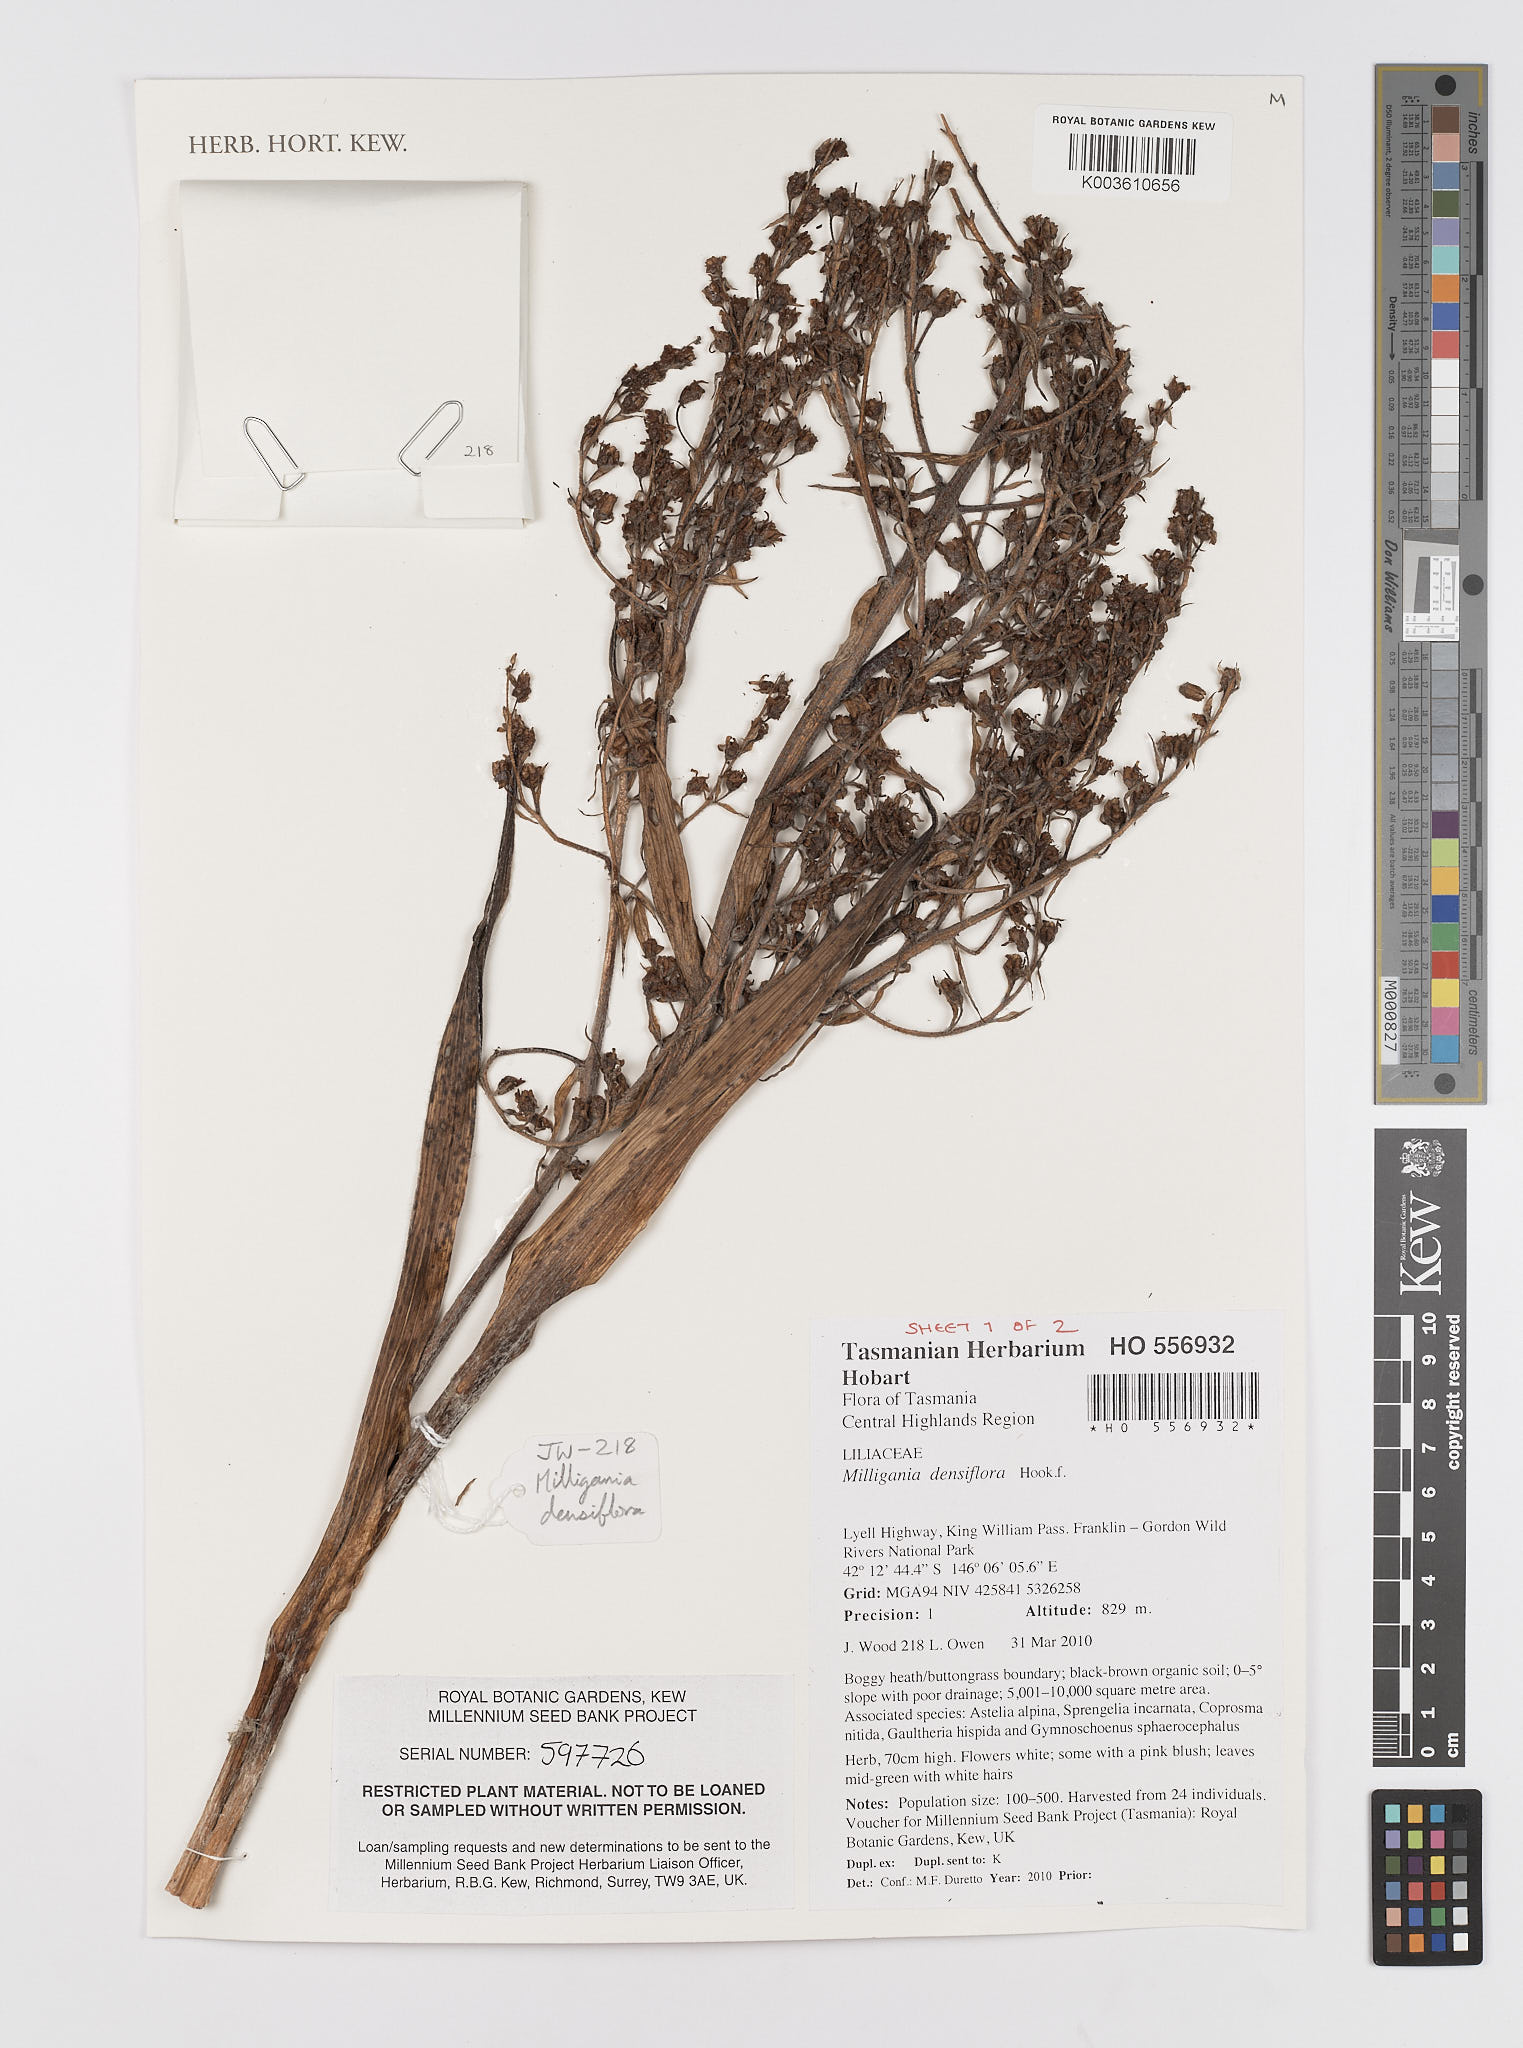 M
HERB. HORT. KEW.
ROYAL BOTANIC GARDENS KEW
K003610656
218
JW-218
Milligania
densiflora
SHEET 1 OF 2
Tasmanian Herbarium HO 556932
Hobart
Flora of Tasmania
Central Highlands Region
*HO 556932*
LILIACEAE
Milligania densiflora Hook.f.
Lyell Highway, King William Pass. Franklin – Gordon Wild
Rivers National Park
42° 12’ 44.4” S 146° 06’ 05.6” E
Grid: MGA94 NIV 425841 5326258
Precision: 1 Altitude: 829 m.
J. Wood 218 L. Owen 31 Mar 2010
Boggy heath/buttongrass boundary; black-brown organic soil; 0–5°
slope with poor drainage; 5,001–10,000 square metre area.
Associated species: Astelia alpina, Sprengelia incarnata, Coprosma
nitida, Gaultheria hispida and Gymnoschoenus sphaerocephalus
Herb, 70cm high. Flowers white; some with a pink blush; leaves
mid-green with white hairs
Notes: Population size: 100–500. Harvested from 24 individuals.
Voucher for Millennium Seed Bank Project (Tasmania): Royal
Botanic Gardens, Kew, UK
Dupl. ex: Dupl. sent to: K
Det.: Conf.: M.F. Duretto Year: 2010 Prior:
ROYAL BOTANIC GARDENS, KEW
MILLENNIUM SEED BANK PROJECT
SERIAL NUMBER: 597726
RESTRICTED PLANT MATERIAL. NOT TO BE LOANED
OR SAMPLED WITHOUT WRITTEN PERMISSION.
Loan/sampling requests and new determinations to be sent to the
Millennium Seed Bank Project Herbarium Liaison Officer,
Herbarium, R.B.G. Kew, Richmond, Surrey, TW9 3AE, UK.
inches
D50 Illuminant, 2 degree observer
Density
Don Williams
All values are batch averages
M000827
centimeters
Royal Botanic Gardens
Kew
0 1 2 3 4 5 6 7 8 9 10
cm
copyright reserved